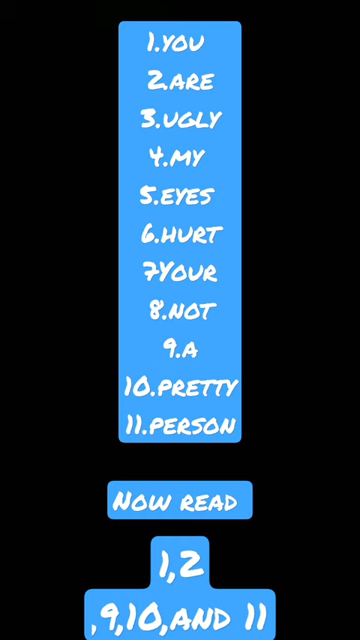 1.YOU
2.ARE
3.UGLY
4.MY
5.EYES
6.HURT
7YOUR
8.NOT
9.A
10.PRETTY
11.PERSON
NOW READ
1,2
,9,10,AND 11